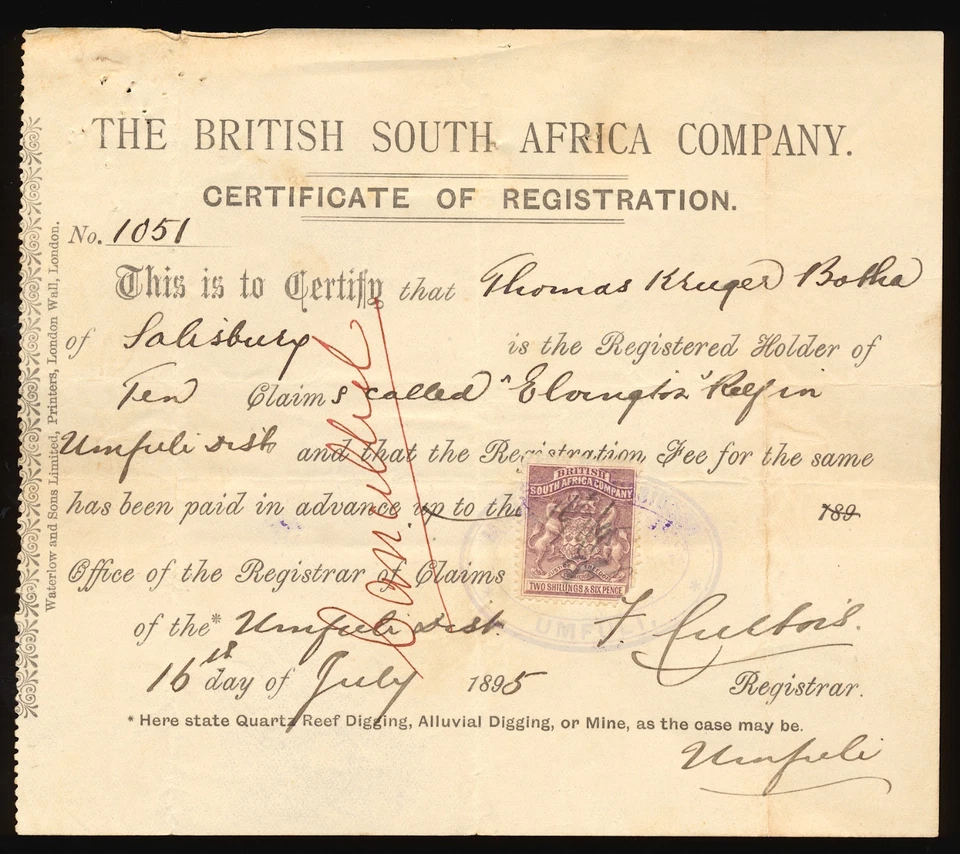 THE BRITISH SOUTH AFRICA COMPANY.
CERTIFICATE OF REGISTRATION.
No. 1051
This is to Certify that Thomas Kruger Botha
of Salisbury is the Registered Holder of
Ten Claims called "Elvington" Reef in
Umfuli Dist and that the Registration Fee for the same
has been paid in advance up to the 189
BRITISH
SOUTH AFRICA COMPANY
TWO SHILLINGS & SIX PENCE
UMFULI
Office of the Registrar of Claims
of the* Umfuli Dist.
16th day of July 1895
Registrar.
* Here state Quartz Reef Digging, Alluvial Digging, or Mine, as the case may be.
Umfuli
Cancelled
Waterlow and Sons Limited, Printers, London Wall, London.